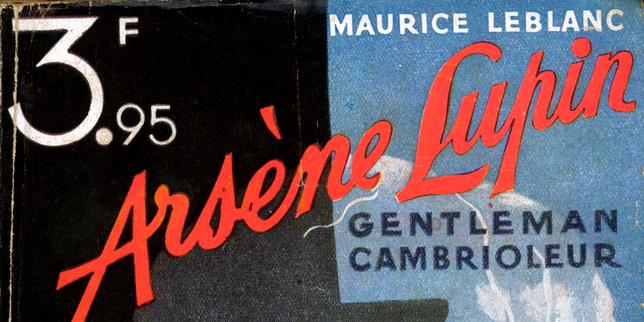 3F.95
MAURICE LEBLANC
Arsène Lupin
GENTLEMAN
CAMBRIOLEUR